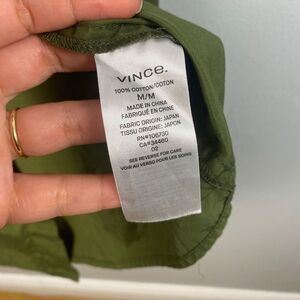 VINCE.
100% COTTON/COTON
M/M
MADE IN CHINA
FABRIQUÉ EN CHINE
FABRIC ORIGIN: JAPAN
TISSU ORIGINE: JAPON
RN#106730
CA#34460
02
SEE REVERSE FOR CARE
VOIR AU VERSO POUR LES SOINS